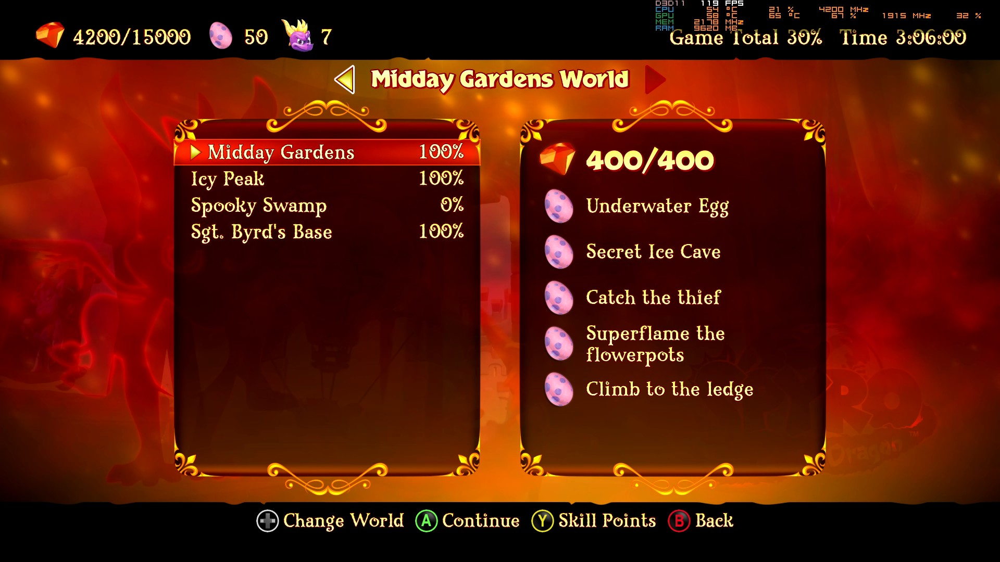 D3D11 119 FPS
CPU 54 °C 21 % 4200 MHz
GPU 58 °C 65 °C 67 % 1915 MHz 32 %
MEM 2178 MHz
RAM 9620 MB
4200/15000 50 7 Game Total 30% Time 3:06:00
Midday Gardens World
Midday Gardens 100%
Icy Peak 100%
Spooky Swamp 0%
Sgt. Byrd's Base 100%
400/400
Underwater Egg
Secret Ice Cave
Catch the thief
Superflame the
flowerpots
Climb to the ledge
Dragon™
Change World A Continue Y Skill Points B Back